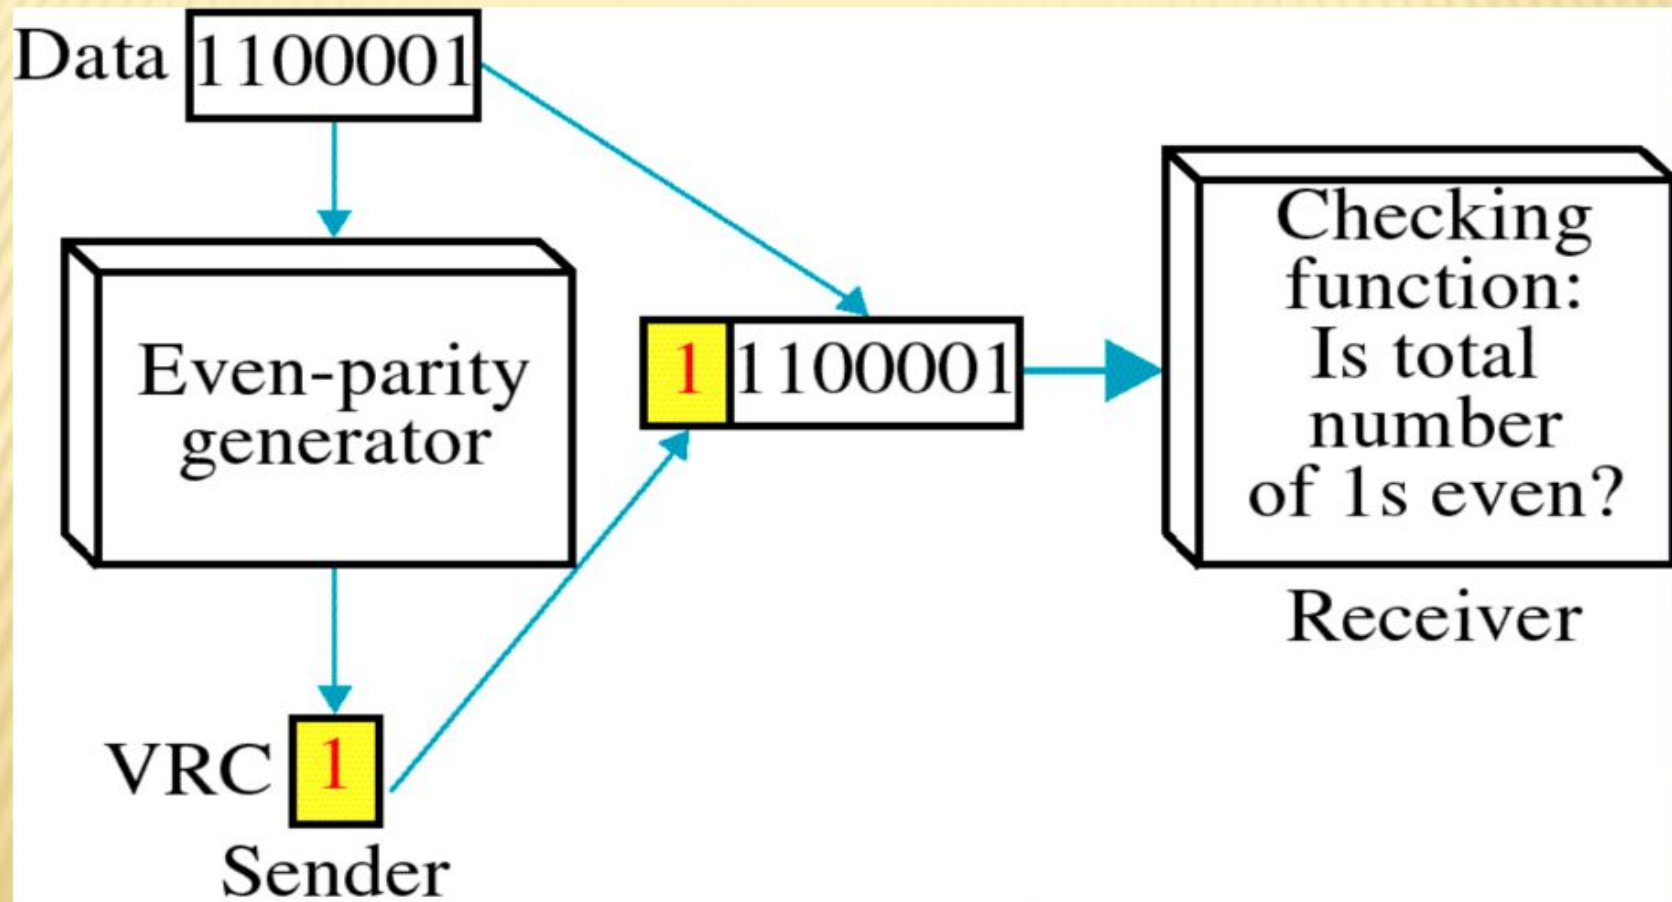 Data 1100001
Even-parity
generator
VRC 1
Sender
1 1100001
Checking
function:
Is total
number
of 1s even?
Receiver